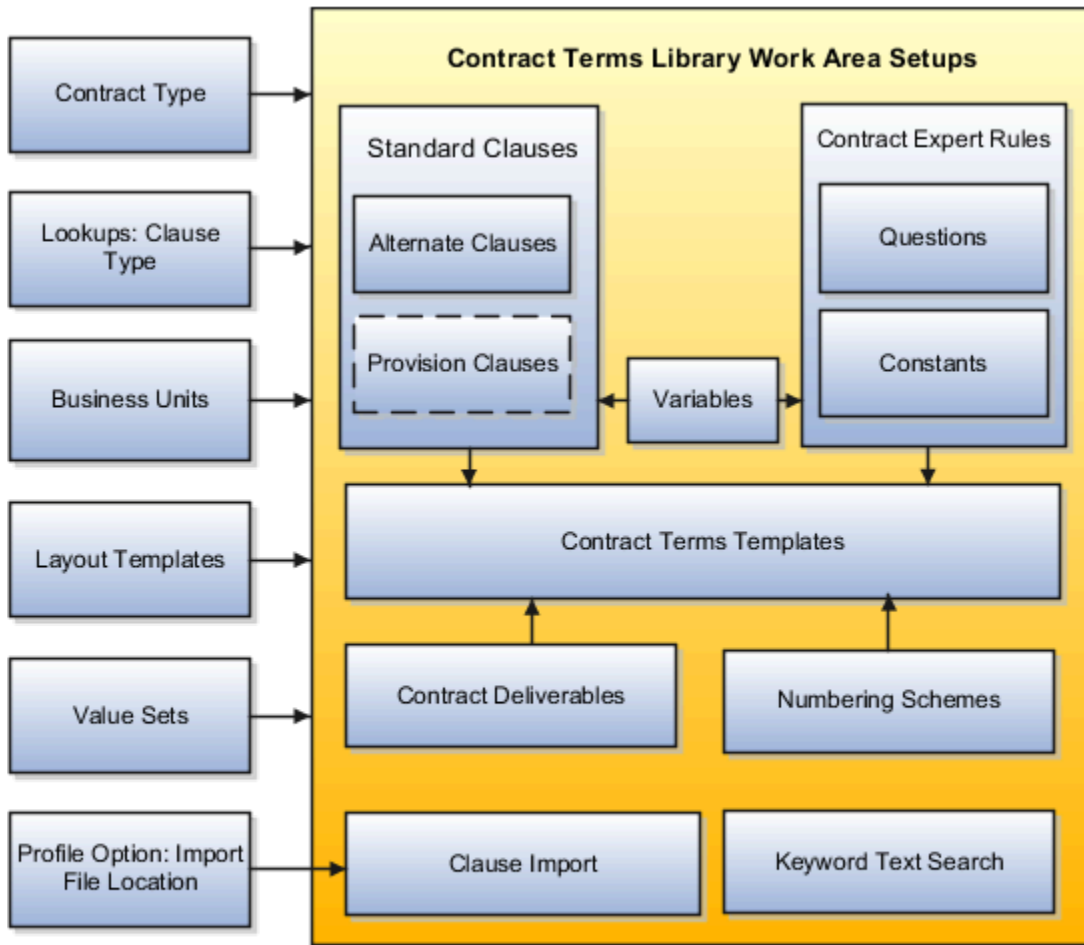 Contract Terms Library Work Area Setups
Contract Type
Standard Clauses
Contract Expert Rules
Lookups: Clause
Type
Alternate Clauses
Questions
Business Units
Provision Clauses
Variables
Constants
Layout Templates
Contract Terms Templates
Value Sets
Contract Deliverables
Numbering Schemes
Profile Option: Import
File Location
Clause Import
Keyword Text Search